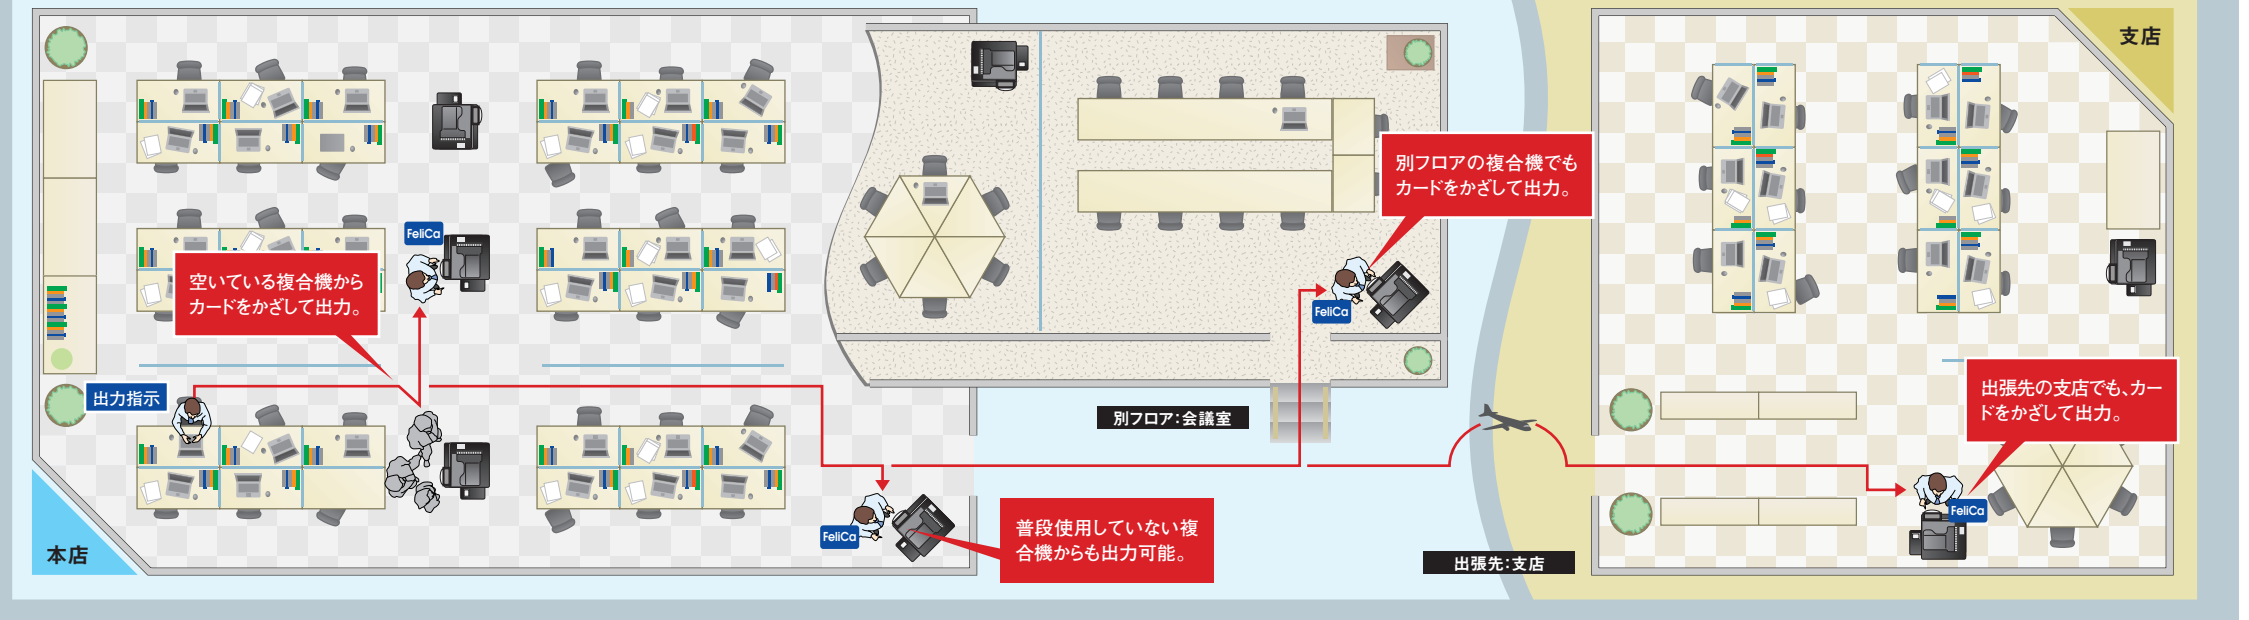 支店
別フロアの複合機でも
カードをかざして出力。
FeliCa
空いている複合機から
カードをかざして出力。
FeliCa
出力指示
出張先の支店でも、カー
ドをかざして出力。
別フロア:会議室
FeliCa
FeliCa
普段使用していない複
合機からも出力可能。
本店
出張先:支店